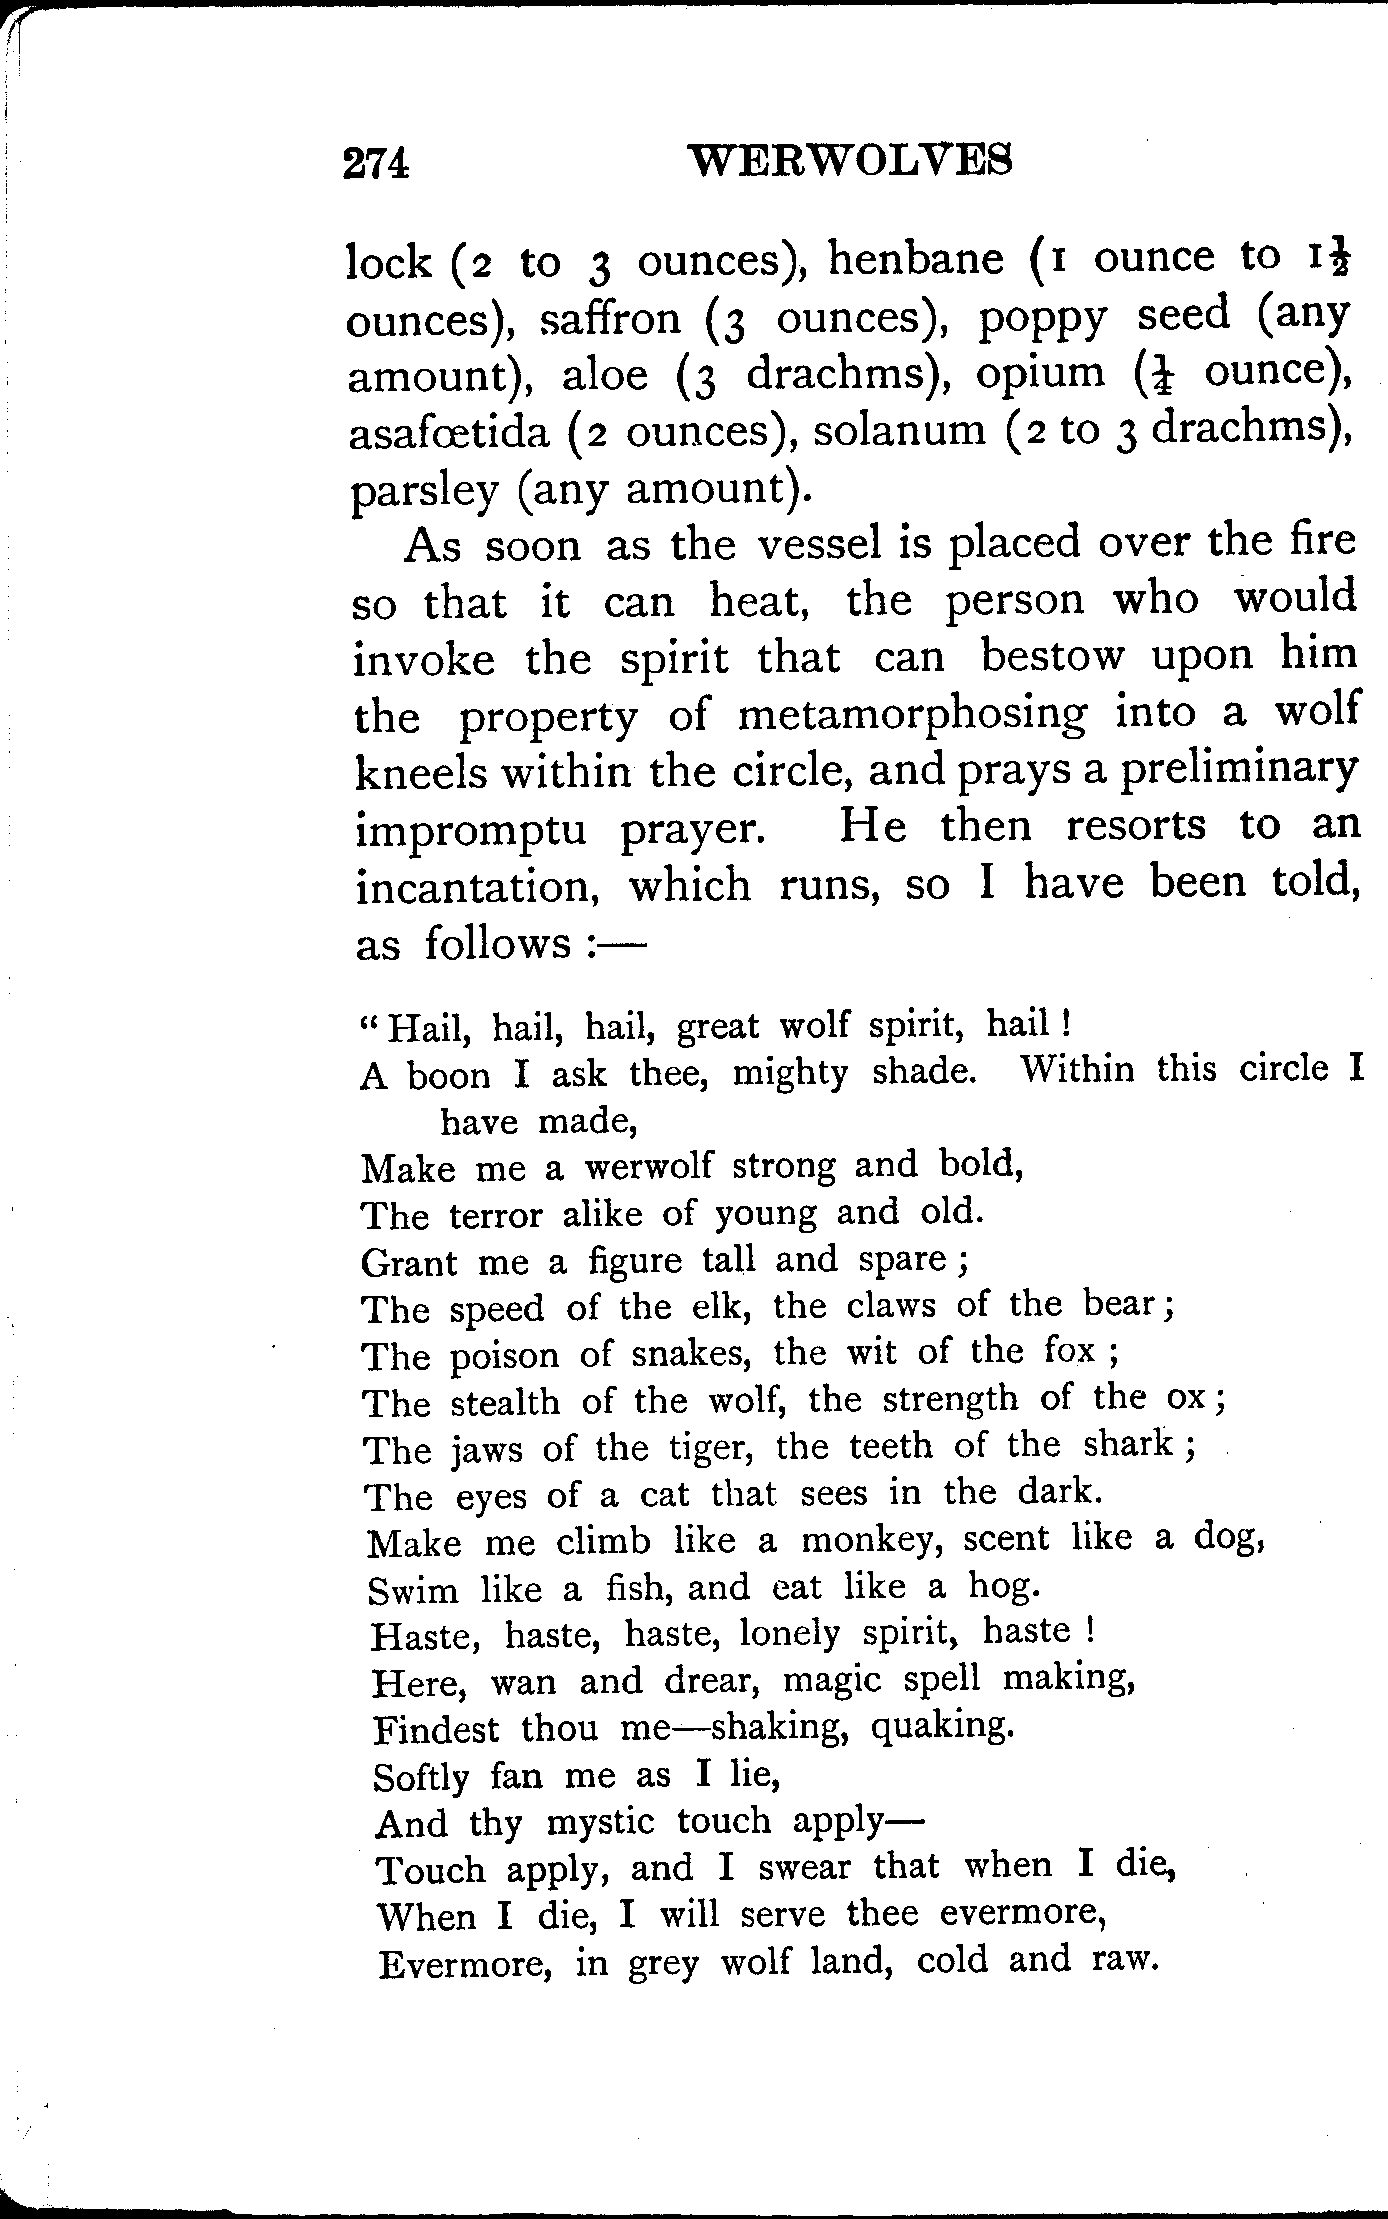 274 WERWOLVES
lock (2 to 3 ounces), henbane (1 ounce to 1½
ounces), saffron (3 ounces), poppy seed (any
amount), aloe (3 drachms), opium (¼ ounce),
asafœtida (2 ounces), solanum (2 to 3 drachms),
parsley (any amount).
As soon as the vessel is placed over the fire
so that it can heat, the person who would
invoke the spirit that can bestow upon him
the property of metamorphosing into a wolf
kneels within the circle, and prays a preliminary
impromptu prayer. He then resorts to an
incantation, which runs, so I have been told,
as follows :—
“ Hail, hail, hail, great wolf spirit, hail !
A boon I ask thee, mighty shade. Within this circle I
have made,
Make me a werwolf strong and bold,
The terror alike of young and old.
Grant me a figure tall and spare ;
The speed of the elk, the claws of the bear ;
The poison of snakes, the wit of the fox ;
The stealth of the wolf, the strength of the ox ;
The jaws of the tiger, the teeth of the shark ;
The eyes of a cat that sees in the dark.
Make me climb like a monkey, scent like a dog,
Swim like a fish, and eat like a hog.
Haste, haste, haste, lonely spirit, haste !
Here, wan and drear, magic spell making,
Findest thou me—shaking, quaking.
Softly fan me as I lie,
And thy mystic touch apply—
Touch apply, and I swear that when I die,
When I die, I will serve thee evermore,
Evermore, in grey wolf land, cold and raw.